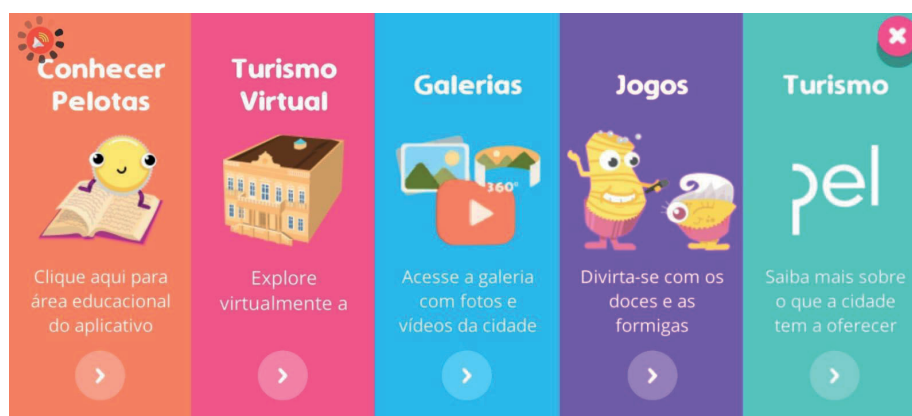 Conhecer
Pelotas
Clique aqui para
área educacional
do aplicativo
Turismo
Virtual
Explore
virtualmente a
Galerias
360°
Acesse a galeria
com fotos e
vídeos da cidade
Jogos
Divirta-se com os
doces e as
formigas
Turismo
pel
Saiba mais sobre
o que a cidade
tem a oferecer